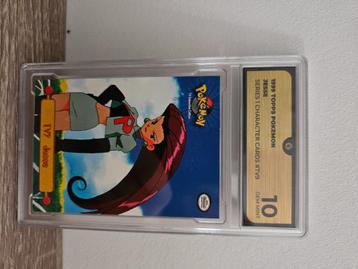 1999 TOPPS POKEMON
JESSIE
SERIES 1 CHARACTER CARDS #TV9
G
10
GEM MINT
POKéMON
TV9 Jessie